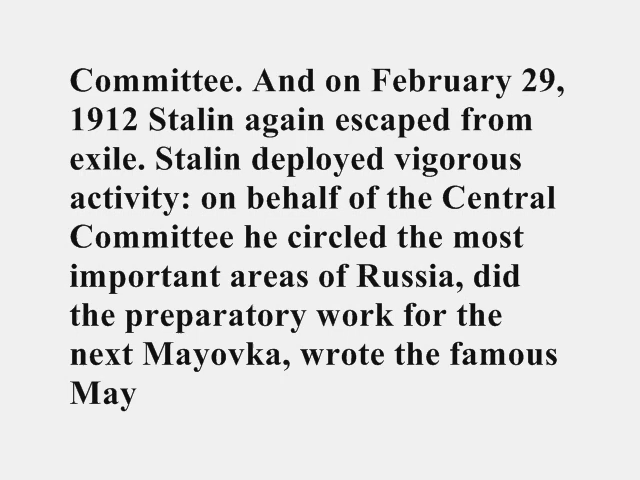 Committee. And on February 29,
1912 Stalin again escaped from
exile. Stalin deployed vigorous
activity: on behalf of the Central
Committee he circled the most
important areas of Russia, did
the preparatory work for the
next Mayovka, wrote the famous
May